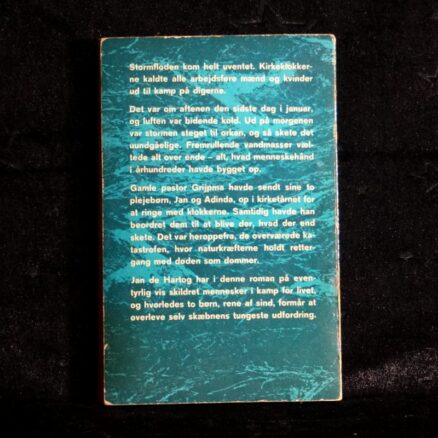 Stormfloden kom helt uventet. Kirkeklokker-
ne kaldte alle arbejdsføre mænd og kvinder
ud til kamp på digerne.
Det var om aftenen den sidste dag i januar,
og luften var bidende kold. Ud på morgenen
var stormen steget til orkan, og så skete det
uundgåelige. Fremrullende vandmasser væl-
tede alt over ende – alt, hvad menneskehånd
i århundreder havde bygget op.
Gamle pastor Grijpma havde sendt sine to
plejebørn, Jan og Adinda, op i kirketårnet for
at ringe med klokkerne. Samtidig havde han
beordret dem til at blive der, hvad der end
skete. Det var heroppefra, de overværede ka-
tastrofen, hvor naturkræfterne holdt retter-
gang med døden som dommer.
Jan de Hartog har i denne roman på even-
tyrlig vis skildret mennesker i kamp for livet,
og hvorledes to børn, rene af sind, formår at
overleve selv skæbnens tungeste udfordring.